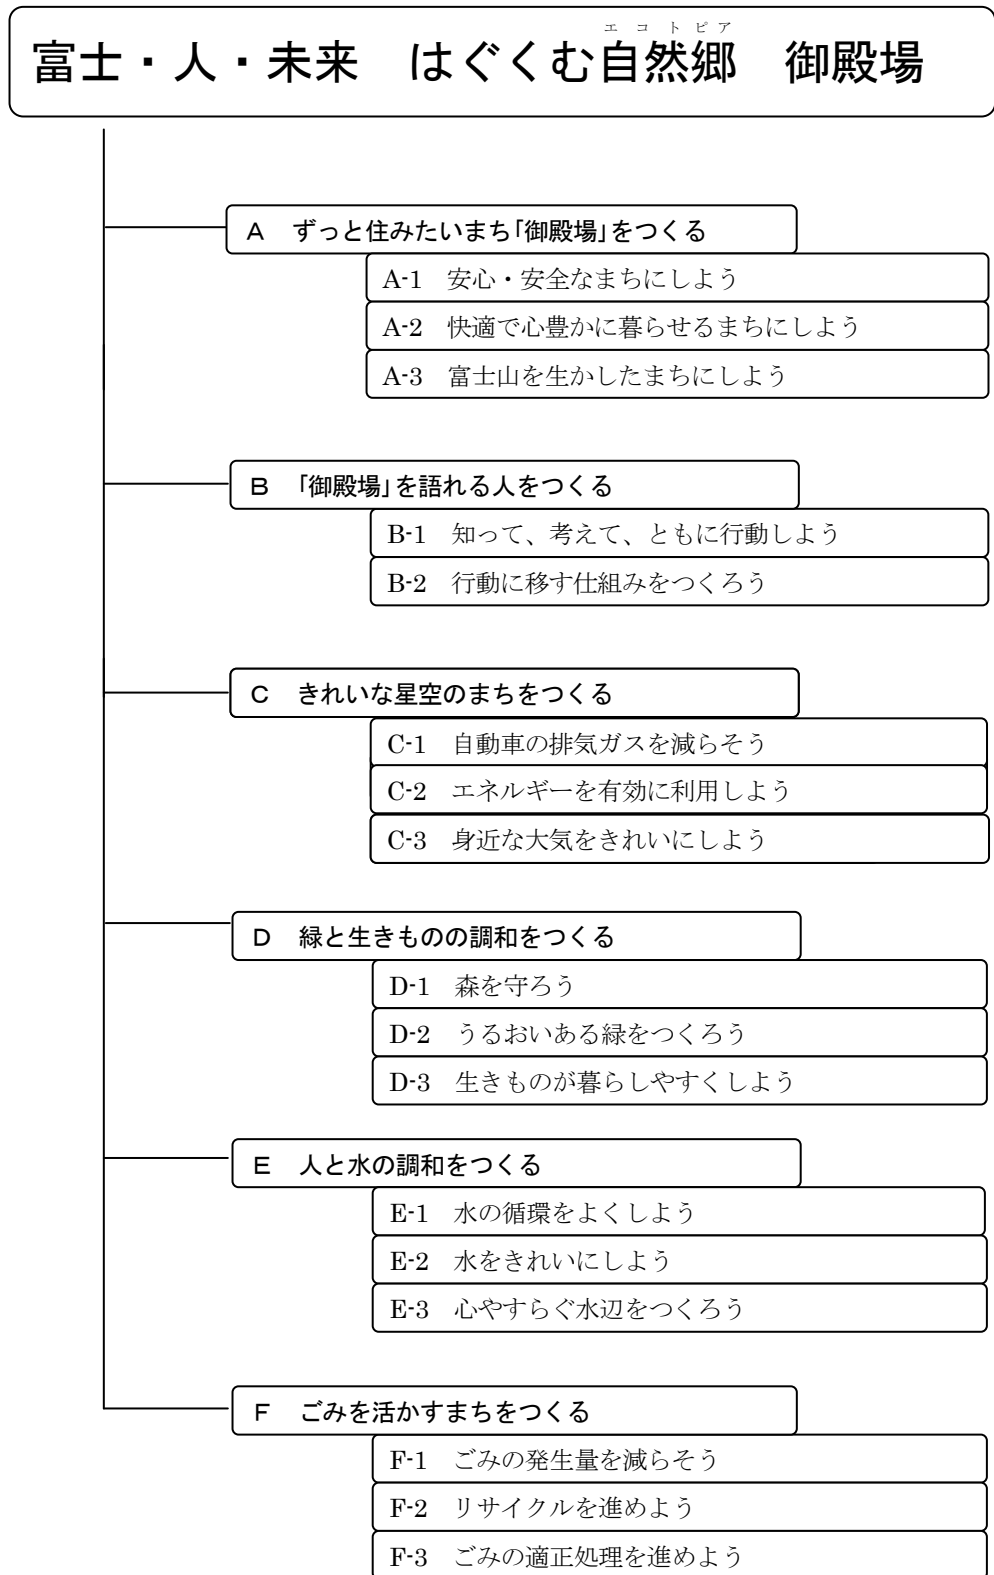 エコトピア
富士・人・未来　はぐくむ自然郷　御殿場
A　ずっと住みたいまち「御殿場」をつくる
A-1　安心・安全なまちにしよう
A-2　快適で心豊かに暮らせるまちにしよう
A-3　富士山を生かしたまちにしよう
B　「御殿場」を語れる人をつくる
B-1　知って、考えて、ともに行動しよう
B-2　行動に移す仕組みをつくろう
C　きれいな星空のまちをつくる
C-1　自動車の排気ガスを減らそう
C-2　エネルギーを有効に利用しよう
C-3　身近な大気をきれいにしよう
D　緑と生きものの調和をつくる
D-1　森を守ろう
D-2　うるおいある緑をつくろう
D-3　生きものが暮らしやすくしよう
E　人と水の調和をつくる
E-1　水の循環をよくしよう
E-2　水をきれいにしよう
E-3　心やすらぐ水辺をつくろう
F　ごみを活かすまちをつくる
F-1　ごみの発生量を減らそう
F-2　リサイクルを進めよう
F-3　ごみの適正処理を進めよう